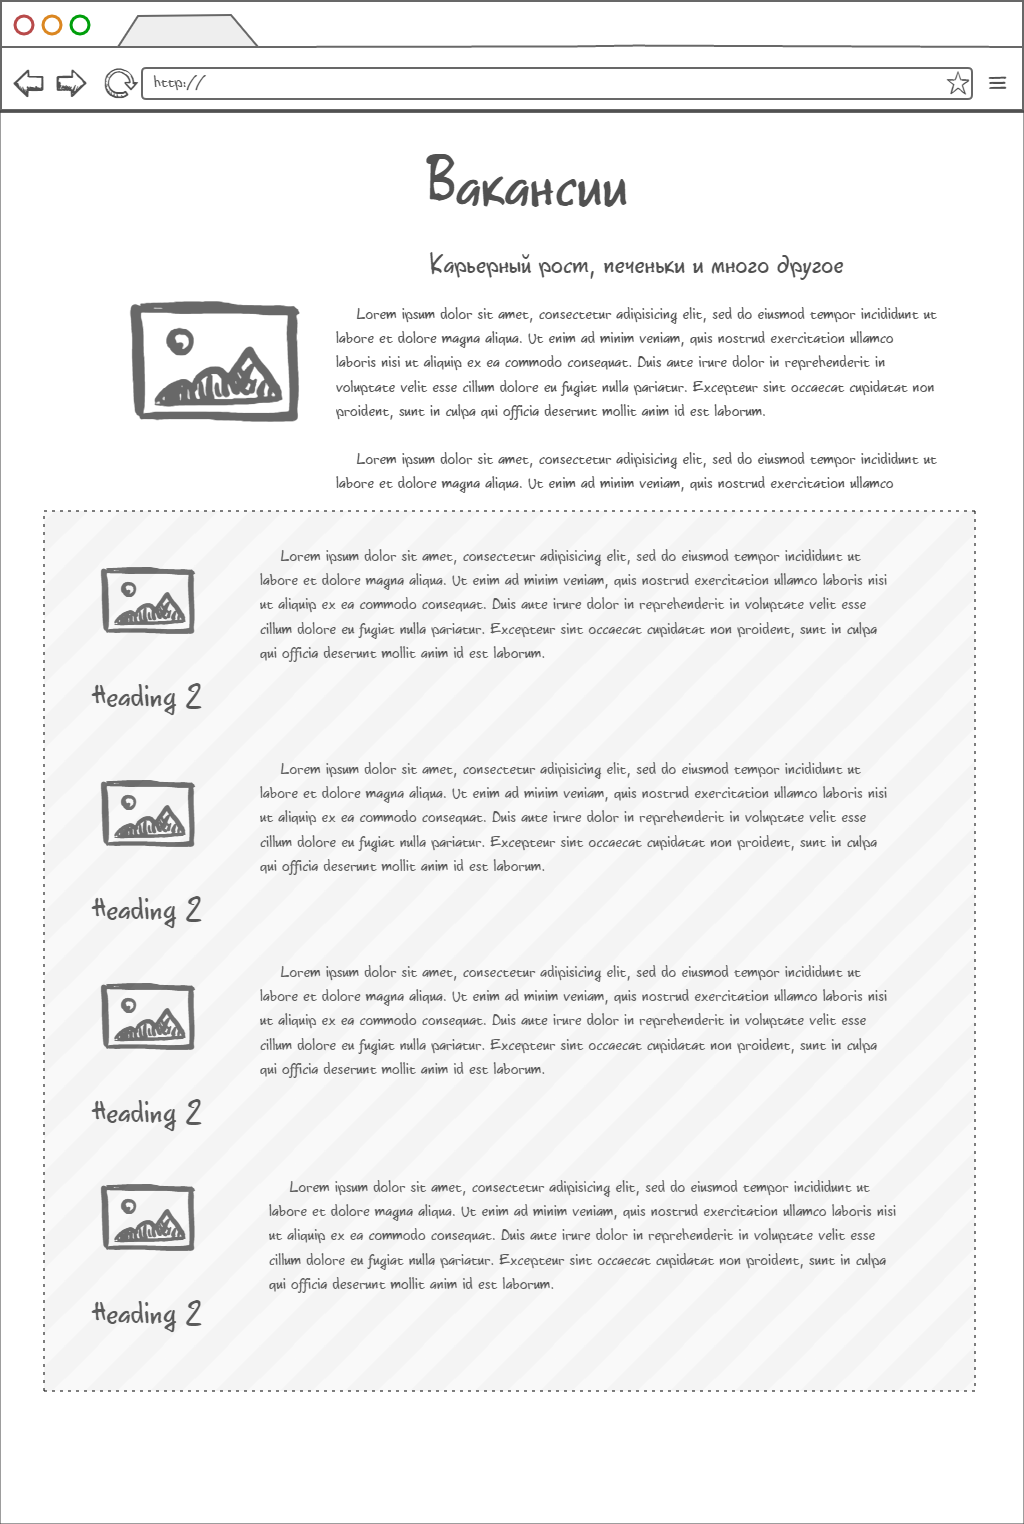 http://
Вакансии
Карьерный рост, печеньки и много другое
Lorem ipsum dolor sit amet, consectetur adipisicing elit, sed do eiusmod tempor incididunt ut
labore et dolore magna aliqua. Ut enim ad minim veniam, quis nostrud exercitation ullamco
laboris nisi ut aliquip ex ea commodo consequat. Duis aute irure dolor in reprehenderit in
voluptate velit esse cillum dolore eu fugiat nulla pariatur. Excepteur sint occaecat cupidatat non
proident, sunt in culpa qui officia deserunt mollit anim id est laborum.
Lorem ipsum dolor sit amet, consectetur adipisicing elit, sed do eiusmod tempor incididunt ut
labore et dolore magna aliqua. Ut enim ad minim veniam, quis nostrud exercitation ullamco
Lorem ipsum dolor sit amet, consectetur adipisicing elit, sed do eiusmod tempor incididunt ut
labore et dolore magna aliqua. Ut enim ad minim veniam, quis nostrud exercitation ullamco laboris nisi
ut aliquip ex ea commodo consequat. Duis aute irure dolor in reprehenderit in voluptate velit esse
cillum dolore eu fugiat nulla pariatur. Excepteur sint occaecat cupidatat non proident, sunt in culpa
qui officia deserunt mollit anim id est laborum.
Heading 2
Lorem ipsum dolor sit amet, consectetur adipisicing elit, sed do eiusmod tempor incididunt ut
labore et dolore magna aliqua. Ut enim ad minim veniam, quis nostrud exercitation ullamco laboris nisi
ut aliquip ex ea commodo consequat. Duis aute irure dolor in reprehenderit in voluptate velit esse
cillum dolore eu fugiat nulla pariatur. Excepteur sint occaecat cupidatat non proident, sunt in culpa
qui officia deserunt mollit anim id est laborum.
Heading 2
Lorem ipsum dolor sit amet, consectetur adipisicing elit, sed do eiusmod tempor incididunt ut
labore et dolore magna aliqua. Ut enim ad minim veniam, quis nostrud exercitation ullamco laboris nisi
ut aliquip ex ea commodo consequat. Duis aute irure dolor in reprehenderit in voluptate velit esse
cillum dolore eu fugiat nulla pariatur. Excepteur sint occaecat cupidatat non proident, sunt in culpa
qui officia deserunt mollit anim id est laborum.
Heading 2
Lorem ipsum dolor sit amet, consectetur adipisicing elit, sed do eiusmod tempor incididunt ut
labore et dolore magna aliqua. Ut enim ad minim veniam, quis nostrud exercitation ullamco laboris nisi
ut aliquip ex ea commodo consequat. Duis aute irure dolor in reprehenderit in voluptate velit esse
cillum dolore eu fugiat nulla pariatur. Excepteur sint occaecat cupidatat non proident, sunt in culpa
qui officia deserunt mollit anim id est laborum.
Heading 2